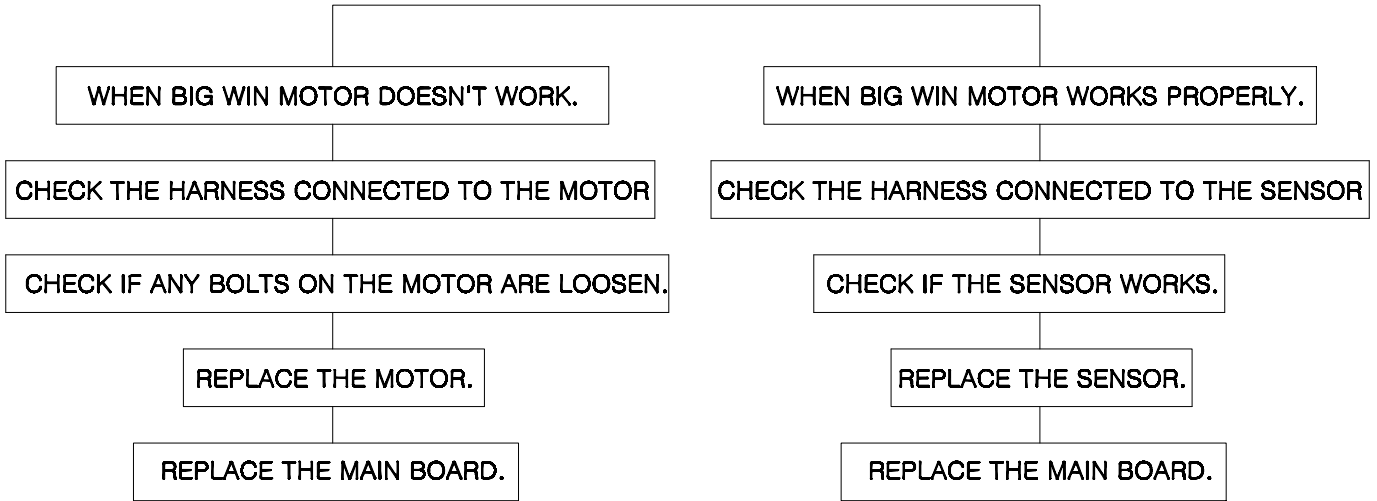 WHEN BIG WIN MOTOR DOESN'T WORK.
CHECK THE HARNESS CONNECTED TO THE MOTOR
CHECK IF ANY BOLTS ON THE MOTOR ARE LOOSEN.
REPLACE THE MOTOR.
REPLACE THE MAIN BOARD.
WHEN BIG WIN MOTOR WORKS PROPERLY.
CHECK THE HARNESS CONNECTED TO THE SENSOR
CHECK IF THE SENSOR WORKS.
REPLACE THE SENSOR.
REPLACE THE MAIN BOARD.